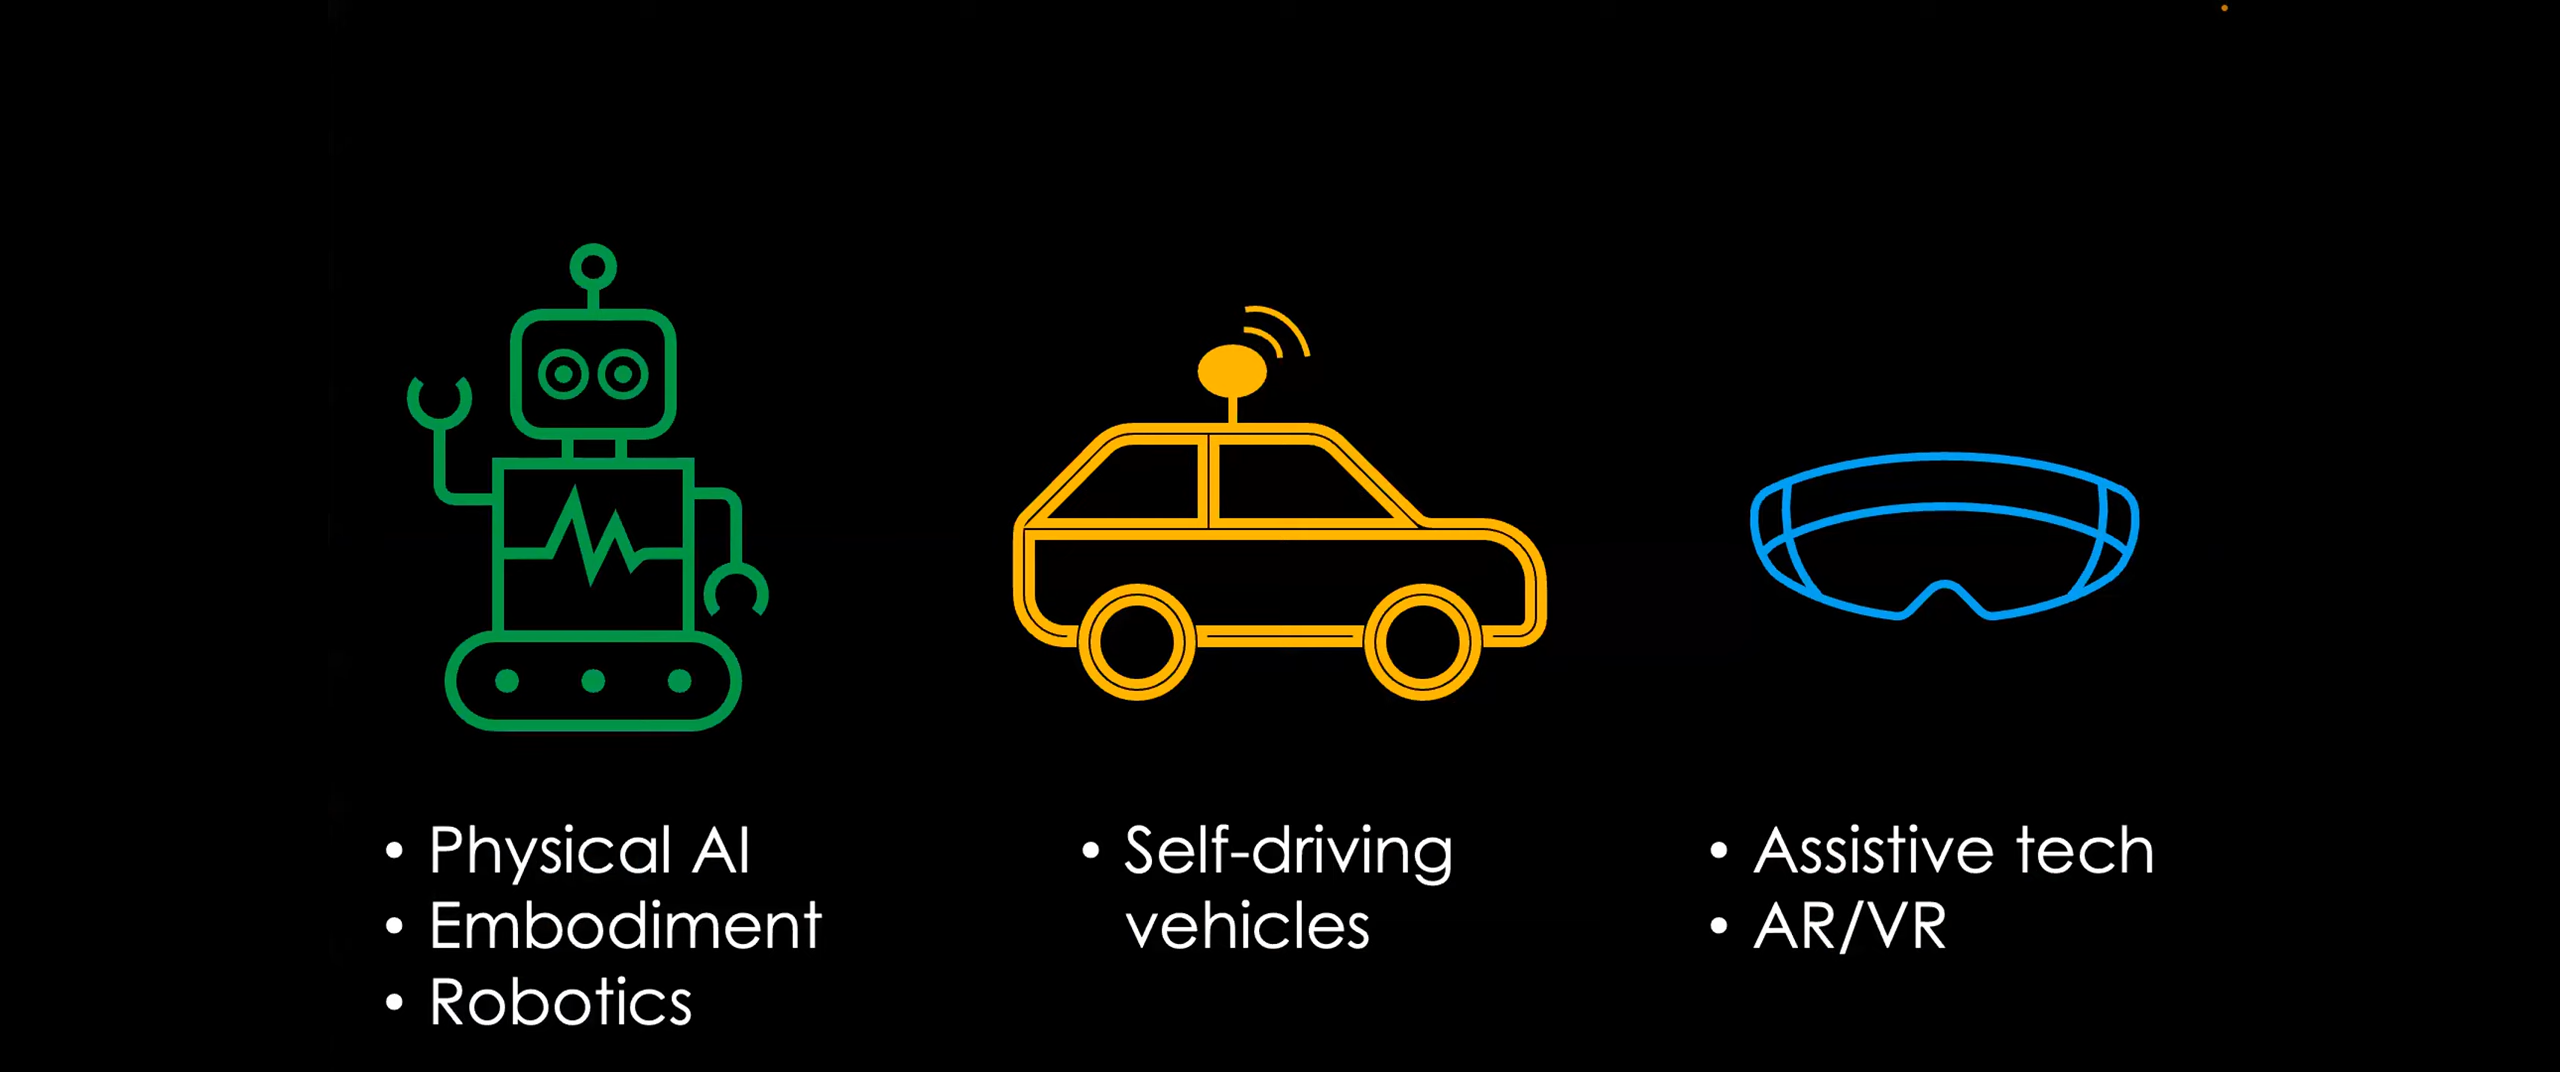 • Physical AI
• Embodiment
• Robotics
• Self-driving
vehicles
• Assistive tech
• AR/VR